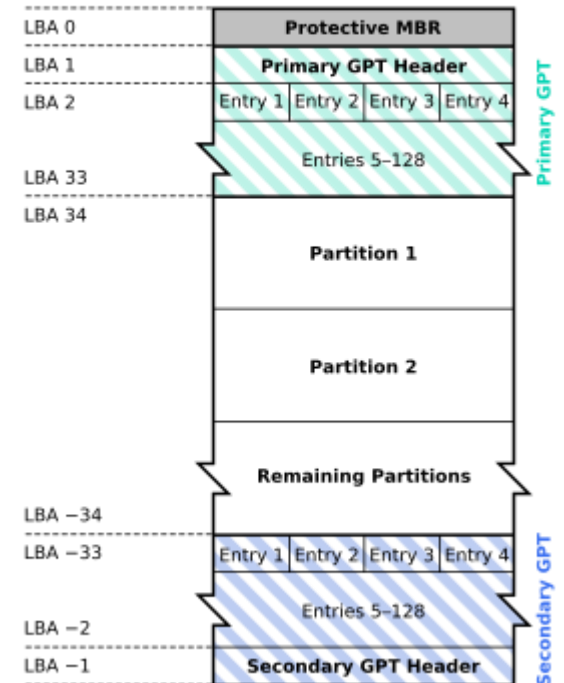 LBA 0
Protective MBR
LBA 1
Primary GPT Header
LBA 2
Entry 1 Entry 2 Entry 3 Entry 4
Entries 5–128
LBA 33
Primary GPT
LBA 34
Partition 1
Partition 2
Remaining Partitions
LBA −34
LBA −33
Entry 1 Entry 2 Entry 3 Entry 4
Entries 5–128
LBA −2
LBA −1
Secondary GPT Header
Secondary GPT